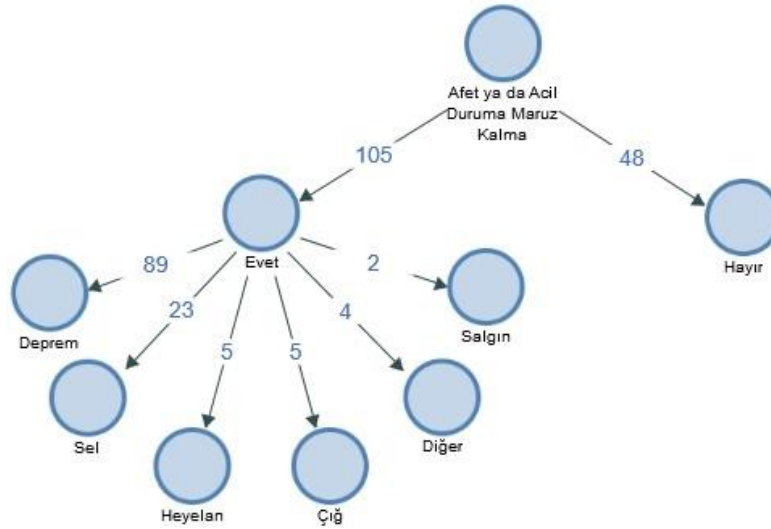 Afet ya da Acil
Duruma Maruz
Kalma
105
48
Evet
Hayır
89
2
23
4
5
5
Deprem
Salgın
Sel
Diğer
Heyelan
Çığ